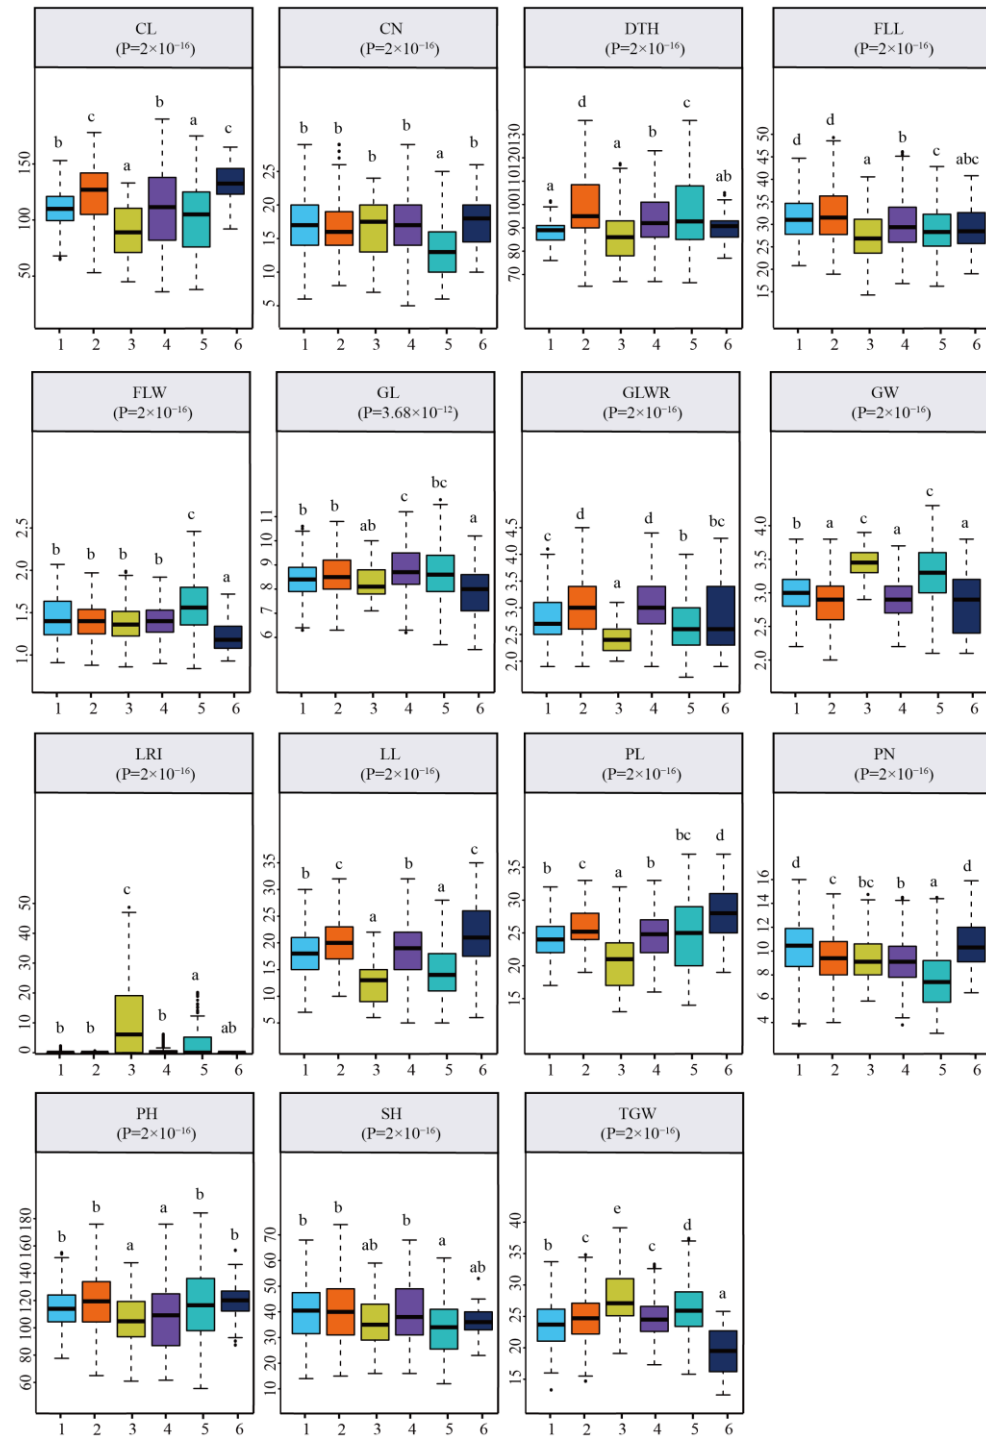 CL
(P=2×10⁻¹⁶)
b c a b a c
50 100 150
1 2 3 4 5 6
CN
(P=2×10⁻¹⁶)
b b b b a b
5 10 15 20 25
1 2 3 4 5 6
DTH
(P=2×10⁻¹⁶)
a d a b c ab
70 80 90 100 110 120 130
1 2 3 4 5 6
FLL
(P=2×10⁻¹⁶)
d d a b c abc
15 20 25 30 35 40 45 50
1 2 3 4 5 6
FLW
(P=2×10⁻¹⁶)
b b b b c a
1.0 1.5 2.0 2.5
1 2 3 4 5 6
GL
(P=3.68×10⁻¹²)
b b ab c bc a
6 7 8 9 10 11
1 2 3 4 5 6
GLWR
(P=2×10⁻¹⁶)
c d a d b bc
2.0 2.5 3.0 3.5 4.0 4.5
1 2 3 4 5 6
GW
(P=2×10⁻¹⁶)
b a c a c a
2.0 2.5 3.0 3.5 4.0
1 2 3 4 5 6
LRI
(P=2×10⁻¹⁶)
b b c b a ab
0 10 20 30 40 50
1 2 3 4 5 6
LL
(P=2×10⁻¹⁶)
b c a b a c
5 10 15 20 25 30 35
1 2 3 4 5 6
PL
(P=2×10⁻¹⁶)
b c a b bc d
15 20 25 30 35
1 2 3 4 5 6
PN
(P=2×10⁻¹⁶)
d c bc b a d
4 6 8 10 12 14 16
1 2 3 4 5 6
PH
(P=2×10⁻¹⁶)
b b a a b b
60 80 100 120 140 160 180
1 2 3 4 5 6
SH
(P=2×10⁻¹⁶)
b b ab b a ab
10 20 30 40 50 60 70
1 2 3 4 5 6
TGW
(P=2×10⁻¹⁶)
b c e c d a
15 20 25 30 35 40
1 2 3 4 5 6